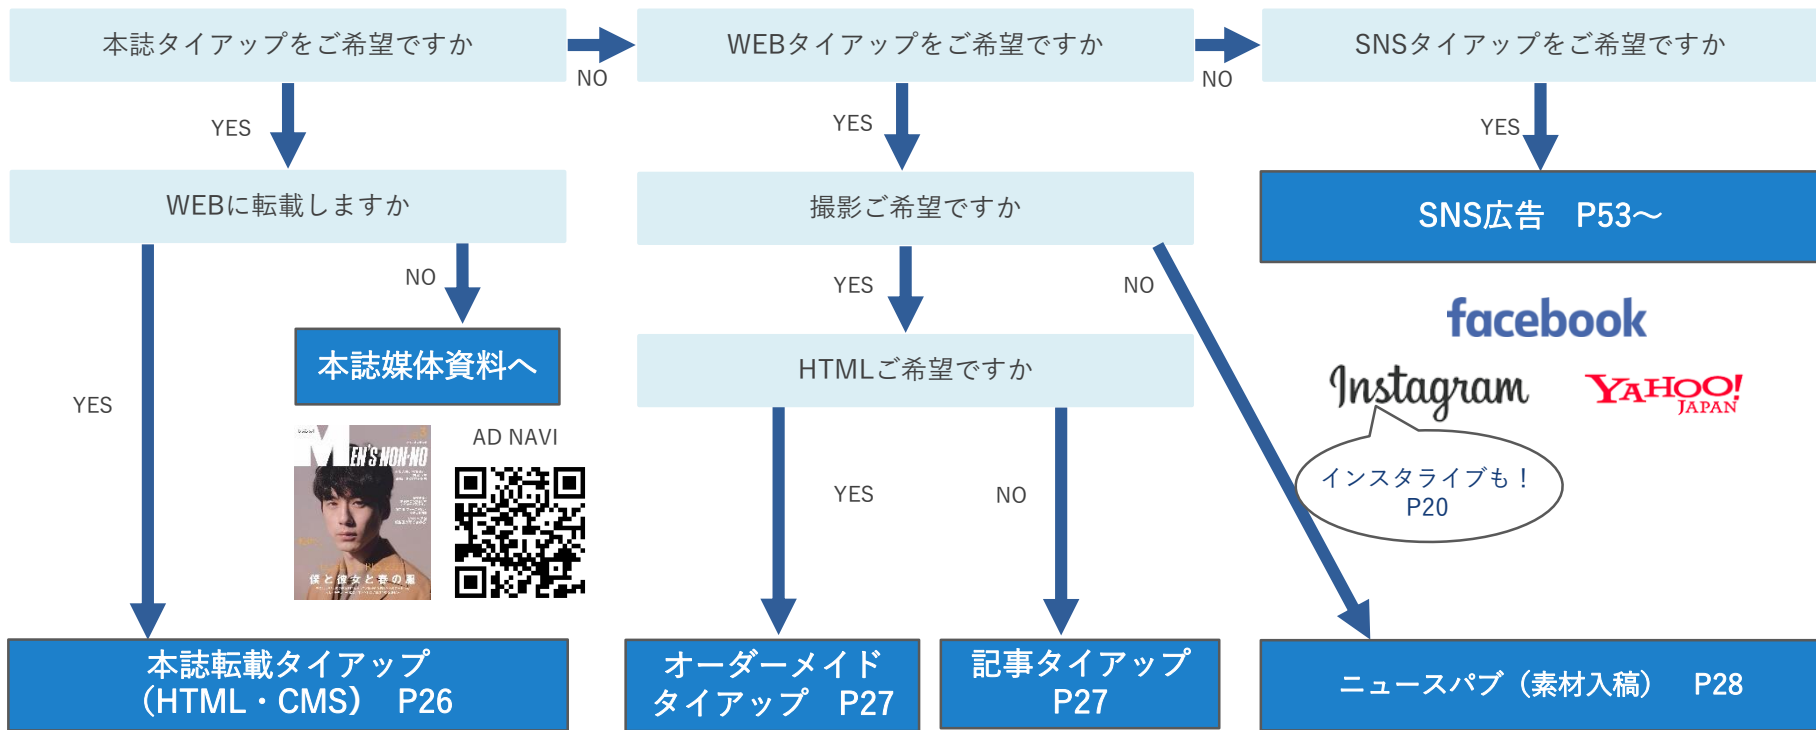 本誌タイアップをご希望ですか
NO
WEBタイアップをご希望ですか
NO
SNSタイアップをご希望ですか
YES
YES
YES
WEBに転載しますか
撮影ご希望ですか
SNS広告　P53～
NO
YES
NO
facebook
本誌媒体資料へ
HTMLご希望ですか
Instagram
YAHOO!
JAPAN
YES
AD NAVI
MEN'S NON-NO
僕と彼女と春の服
YES
NO
インスタライブも！
P20
本誌転載タイアップ
（HTML・CMS）　P26
オーダーメイド
タイアップ　P27
記事タイアップ
P27
ニュースパブ（素材入稿）　P28